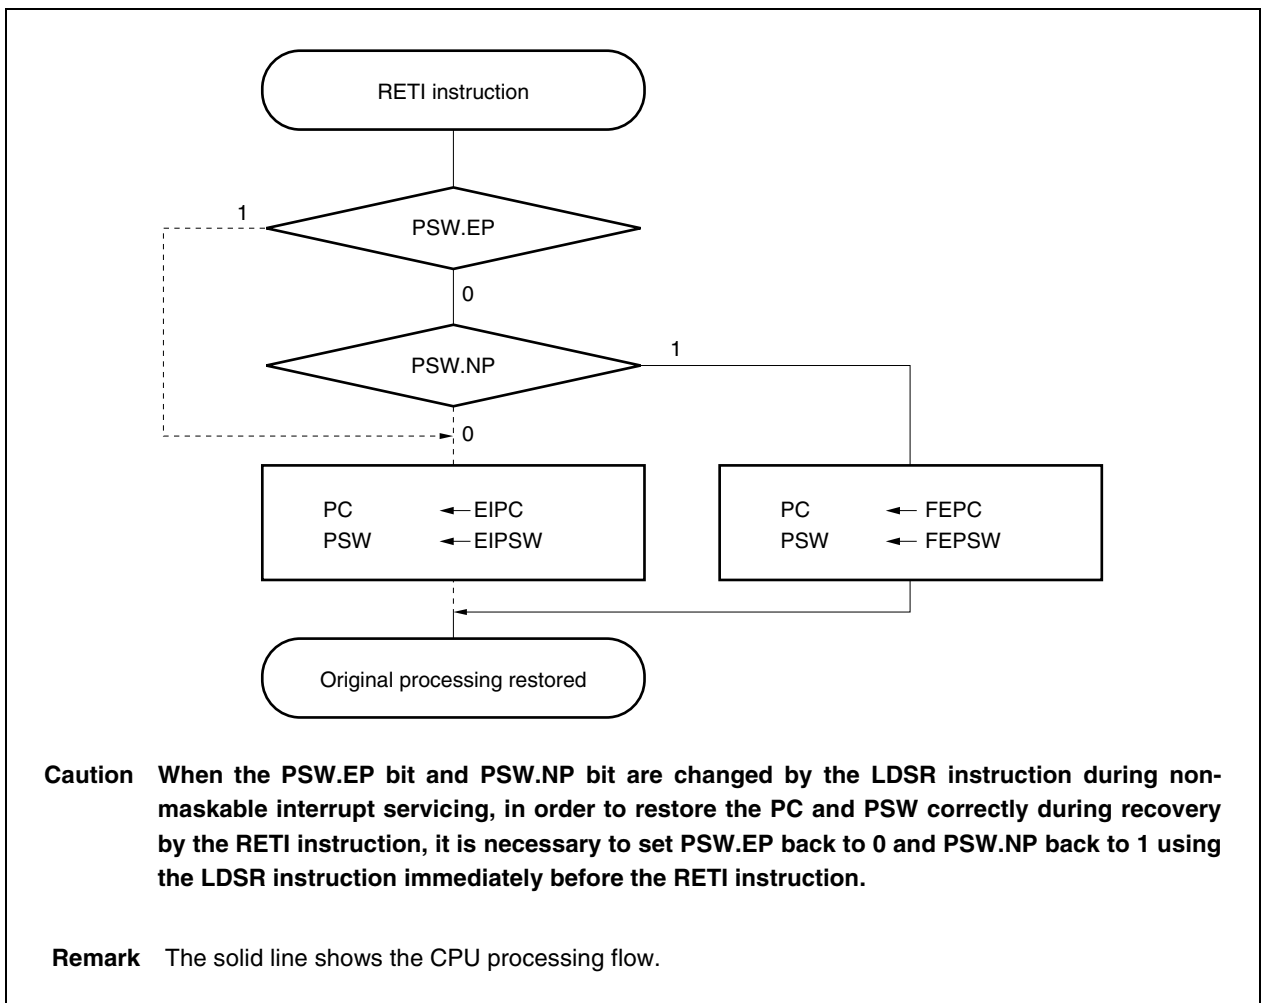 RETI instruction
1
PSW.EP
0
PSW.NP
1
0
PC ← EIPC
PSW ← EIPSW
PC ← FEPC
PSW ← FEPSW
Original processing restored
Caution When the PSW.EP bit and PSW.NP bit are changed by the LDSR instruction during non-
maskable interrupt servicing, in order to restore the PC and PSW correctly during recovery
by the RETI instruction, it is necessary to set PSW.EP back to 0 and PSW.NP back to 1 using
the LDSR instruction immediately before the RETI instruction.
Remark The solid line shows the CPU processing flow.